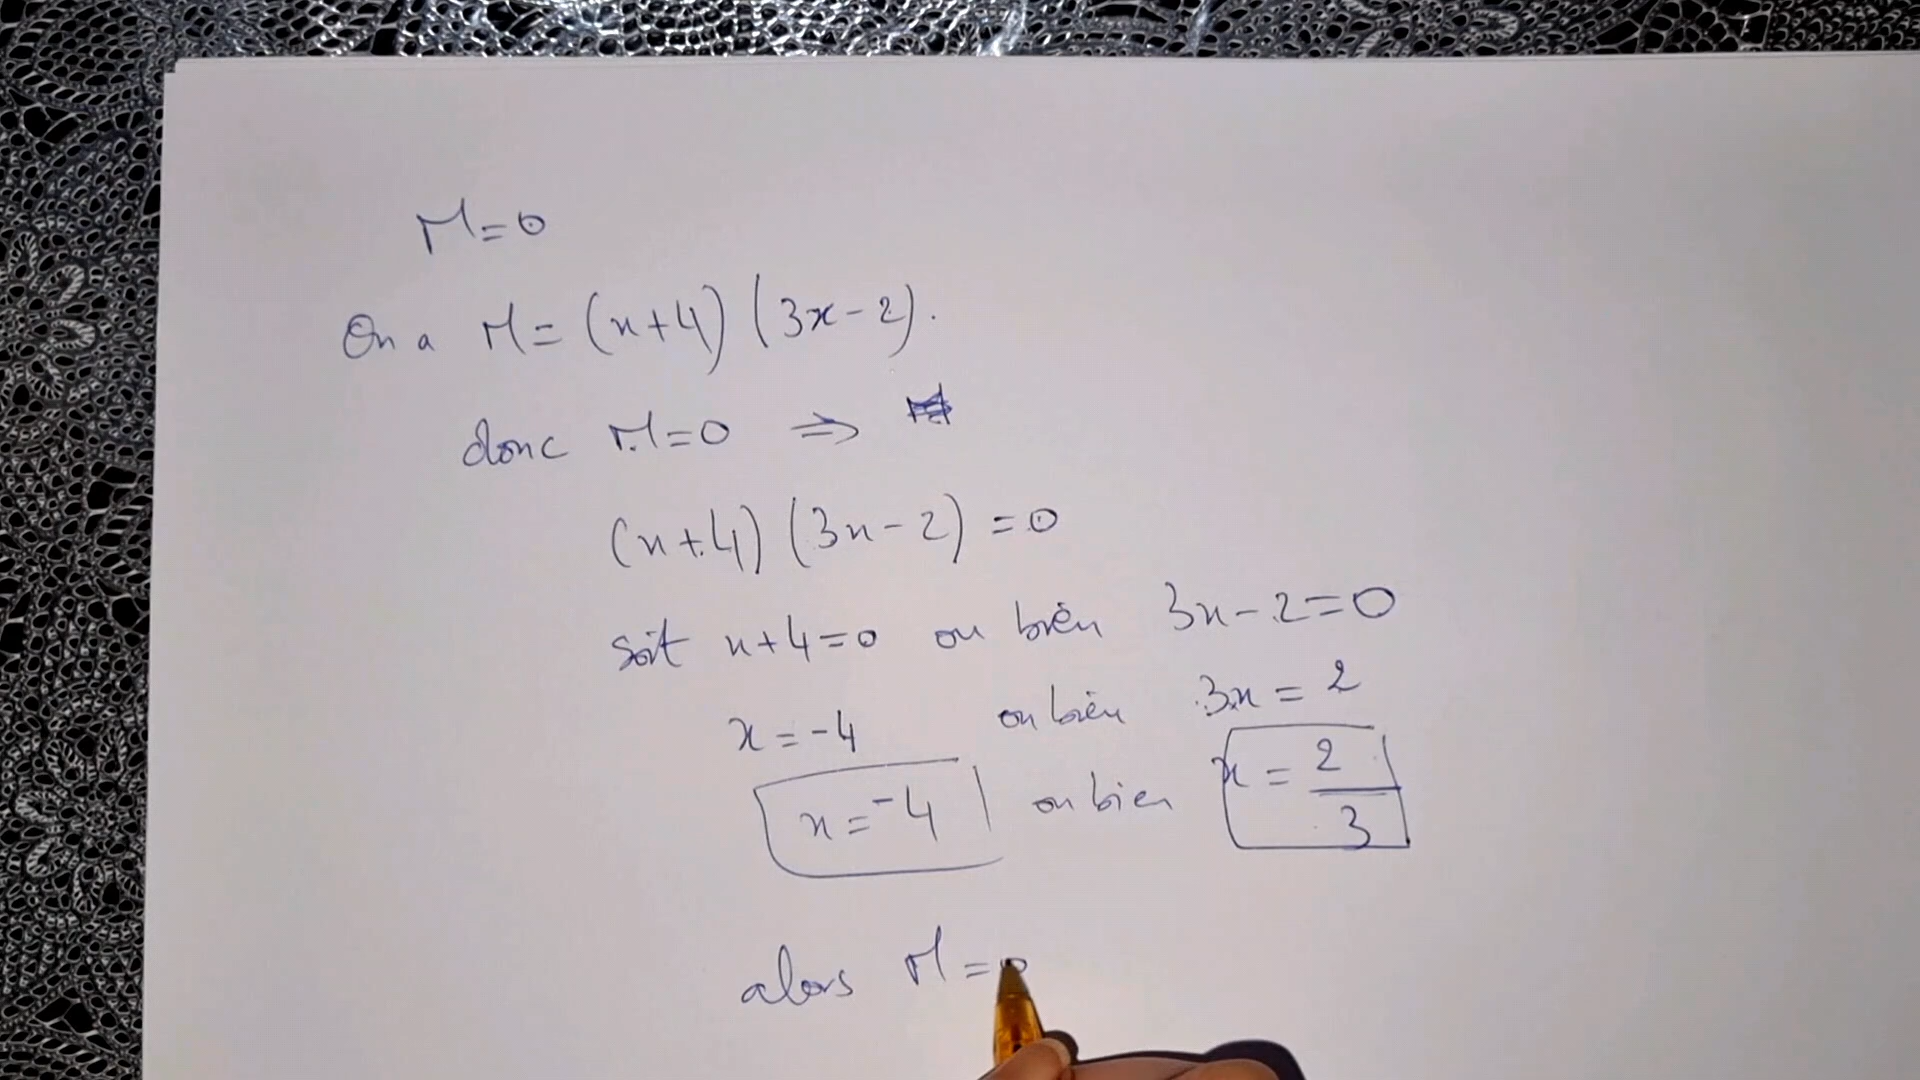 M=0
On a M=(x+4)(3x-2).
donc M=0 ⇒
(x+4)(3x-2)=0
soit x+4=0 ou bien 3x-2=0
x=-4 ou bien 3x=2
x=-4 ou bien x=2/3
alors M=0